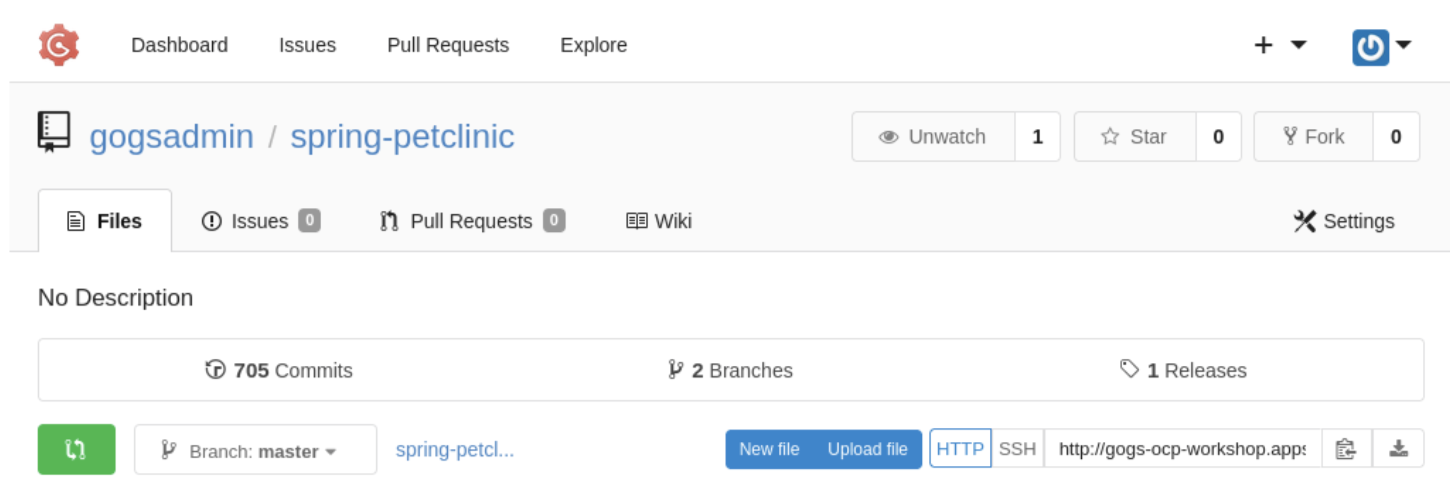 Dashboard Issues Pull Requests Explore
gogsadmin / spring-petclinic Unwatch 1 Star 0 Fork 0
Files Issues 0 Pull Requests 0 Wiki Settings
No Description
705 Commits 2 Branches 1 Releases
Branch: master spring-petcl... New file Upload file HTTP SSH http://gogs-ocp-workshop.apps